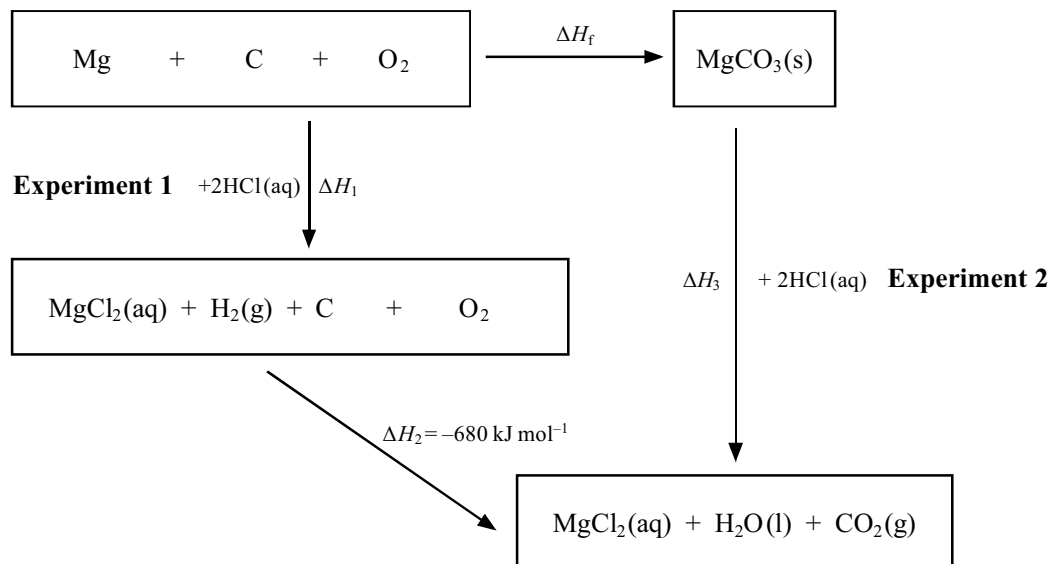 Mg + C + O₂
ΔH_f
MgCO₃(s)
Experiment 1 +2HCl(aq) ΔH₁
ΔH₃ + 2HCl(aq) Experiment 2
MgCl₂(aq) + H₂(g) + C + O₂
ΔH₂ = –680 kJ mol⁻¹
MgCl₂(aq) + H₂O(l) + CO₂(g)